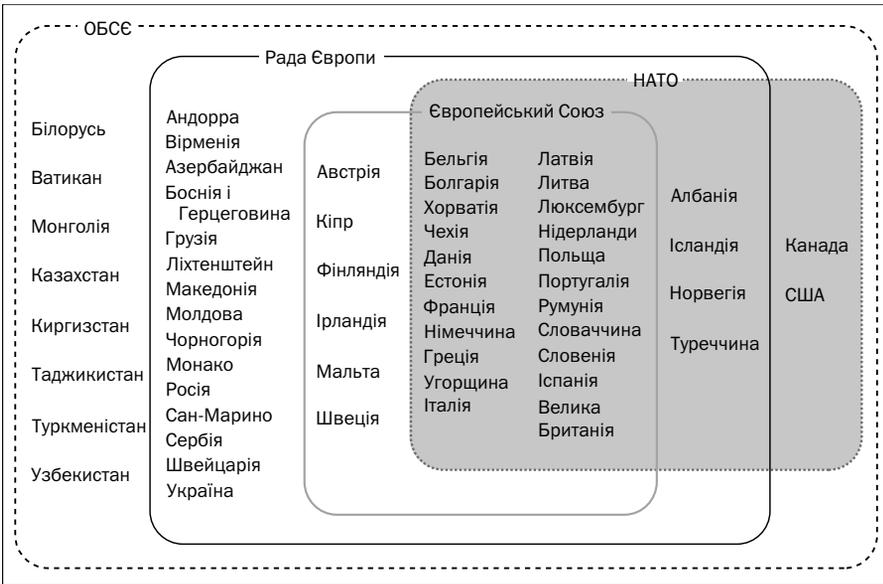 ОБСЄ
Рада Європи
НАТО
Європейський Союз
Білорусь
Ватикан
Монголія
Казахстан
Киргизстан
Таджикистан
Туркменістан
Узбекистан
Андорра
Вірменія
Азербайджан
Боснія і
Герцеговина
Грузія
Ліхтенштейн
Македонія
Молдова
Чорногорія
Монако
Росія
Сан-Марино
Сербія
Швейцарія
Україна
Австрія
Кіпр
Фінляндія
Ірландія
Мальта
Швеція
Бельгія
Болгарія
Хорватія
Чехія
Данія
Естонія
Франція
Німеччина
Греція
Угорщина
Італія
Латвія
Литва
Люксембург
Нідерланди
Польща
Португалія
Румунія
Словаччина
Словенія
Іспанія
Велика
Британія
Албанія
Ісландія
Норвегія
Туреччина
Канада
США